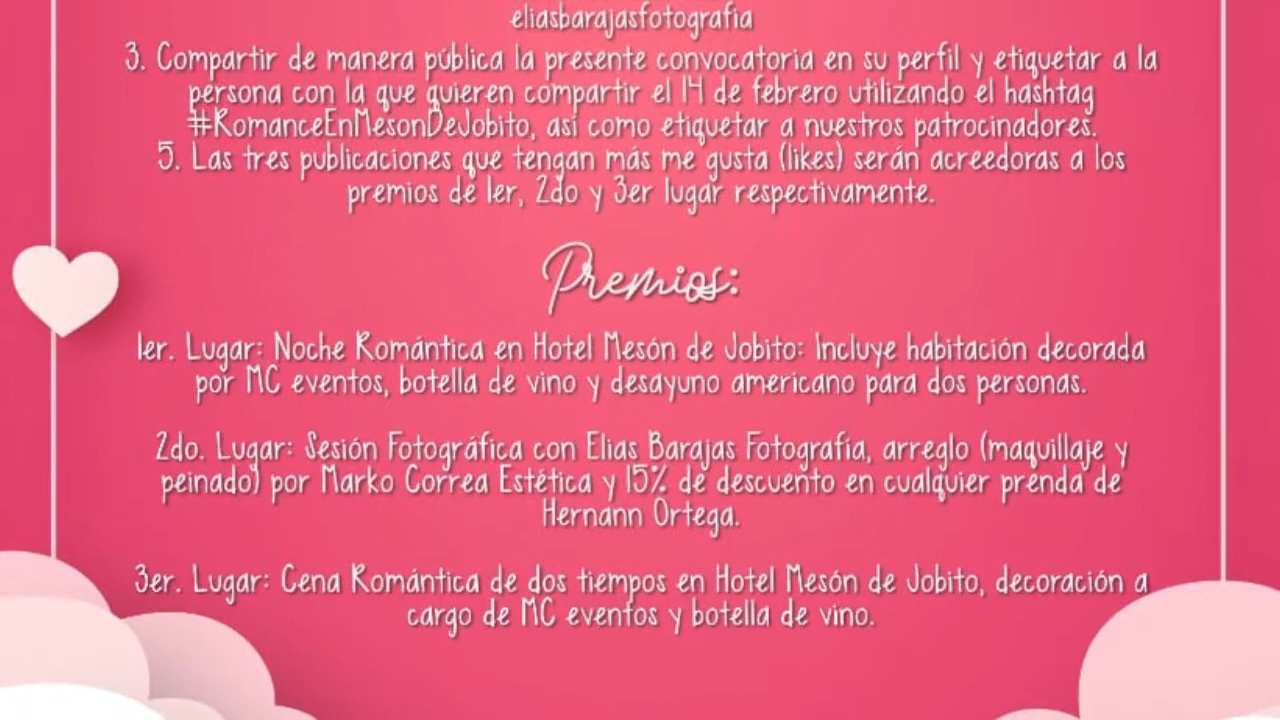 eliasbarajasfotografia
3. Compartir de manera pública la presente convocatoria en su perfil y etiquetar a la
persona con la que quieren compartir el 14 de febrero utilizando el hashtag
#RomanceEnMesonDeJobito, así como etiquetar a nuestros patrocinadores.
5. Las tres publicaciones que tengan más me gusta (likes) serán acreedoras a los
premios de 1er, 2do y 3er lugar respectivamente.
Premios:
1er. Lugar: Noche Romántica en Hotel Mesón de Jobito: Incluye habitación decorada
por MC eventos, botella de vino y desayuno americano para dos personas.
2do. Lugar: Sesión Fotográfica con Elias Barajas Fotografía, arreglo (maquillaje y
peinado) por Marko Correa Estética y 15% de descuento en cualquier prenda de
Hernann Ortega.
3er. Lugar: Cena Romántica de dos tiempos en Hotel Mesón de Jobito, decoración a
cargo de MC eventos y botella de vino.